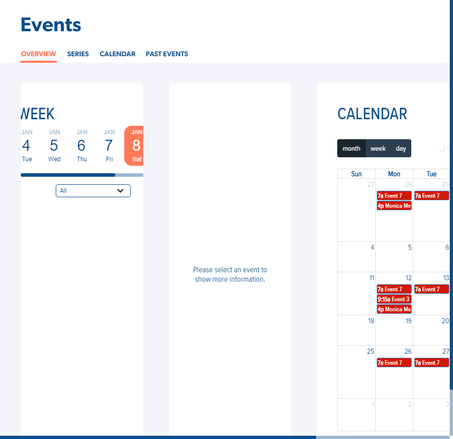 Events
OVERVIEW SERIES CALENDAR PAST EVENTS
WEEK
JAN JAN JAN JAN JAN
4 5 6 7 8
Tue Wed Thu Fri Sat
All
Please select an event to
show more information.
CALENDAR
month week day
Sun Mon Tue
27 28 29
7a Event 7 7a Event 7
4p Monica Me
4 5 6
11 12 13
7a Event 7 7a Event 7
9:15a Event 3
4p Monica Me
18 19 20
25 26 27
7a Event 7 7a Event 7
1 2 3